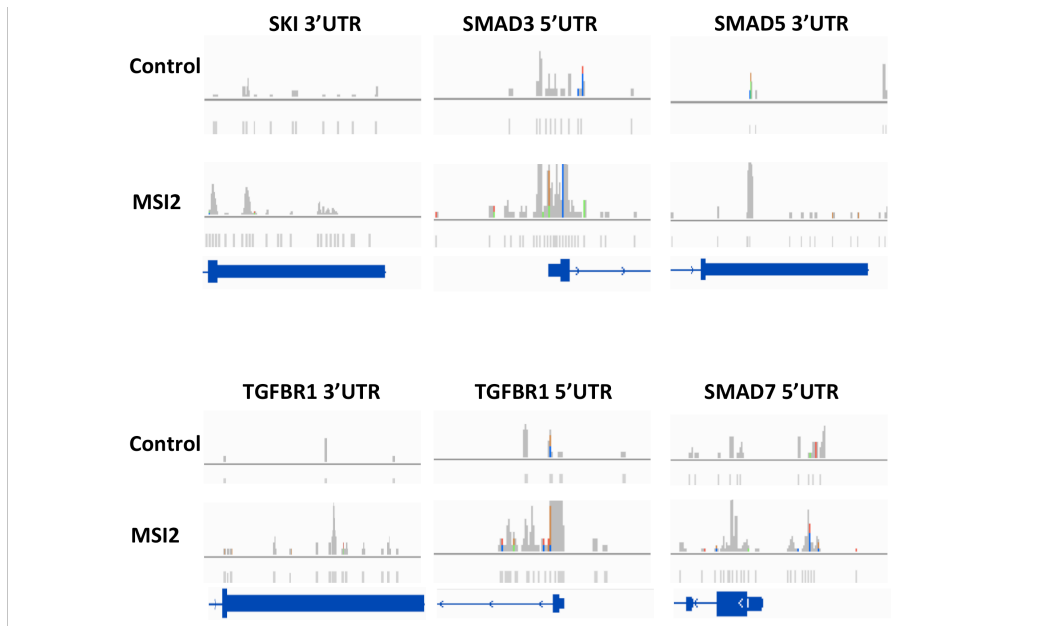 SKI 3’UTR SMAD3 5’UTR SMAD5 3’UTR
Control
MSI2
TGFBR1 3’UTR TGFBR1 5’UTR SMAD7 5’UTR
Control
MSI2